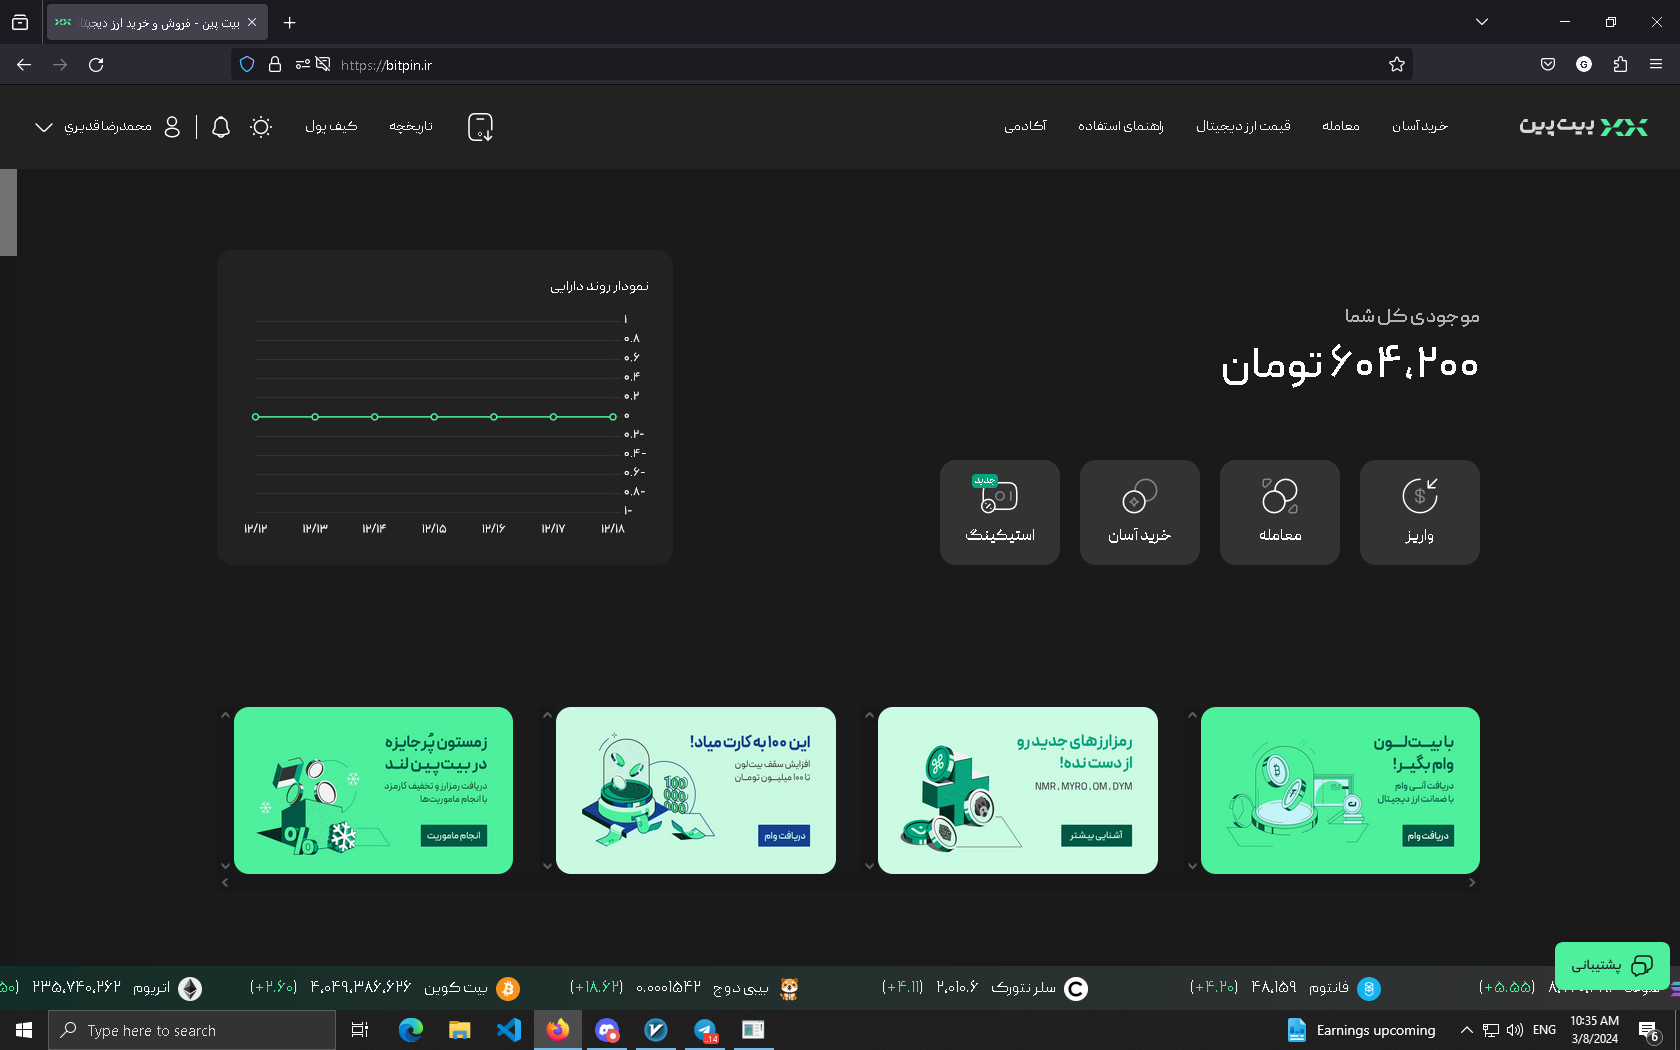 بیت پین - فروش و خرید ارز دیجیتا
https://bitpin.ir
بیت‌پین
خرید آسان
معامله
قیمت ارز دیجیتال
راهنمای استفاده
آکادمی
تاریخچه
کیف پول
محمدرضا قدیری
موجودی کل شما
۶۰۴,۲۰۰ تومان
واریز
معامله
خرید آسان
جدید
استیکینگ
نمودار روند دارایی
۱
۰.۸
۰.۶
۰.۴
۰.۲
۰
۰.۲-
۰.۴-
۰.۶-
۰.۸-
۱-
۱۲/۱۲ ۱۲/۱۳ ۱۲/۱۴ ۱۲/۱۵ ۱۲/۱۶ ۱۲/۱۷ ۱۲/۱۸
با بیت‌لون
وام بگیر!
دریافت آنی وام
با ضمانت ارز دیجیتال
دریافت وام
رمزارزهای جدید رو
از دست نده!
NMR, MYRO, OM, DYM
آشنایی بیشتر
این ۱۰۰ به کارت میاد!
افزایش سقف بیت‌لون
تا ۱۰۰ میلیون تومان
دریافت وام
100
000
000
زمستون پُر جایزه
در بیت‌پین لند
دریافت رمزارز و تخفیف کارمزد
با انجام ماموریت‌ها
انجام ماموریت
%
پشتیبانی
(+۵.۵۵)
فانتوم ۴۸,۱۵۹ (+۴.۲۰)
سلر نتورک ۲,۰۱۰.۶ (+۴.۱۱)
بیبی دوج ۰.۰۰۰۱۵۴۲ (+۱۸.۶۲)
بیت کوین ۴,۰۴۹,۳۸۶,۶۲۶ (+۲.۶۰)
اتریوم ۲۳۵,۷۴۰,۲۶۲
Type here to search
14
Earnings upcoming
ENG
10:35 AM
3/8/2024
6